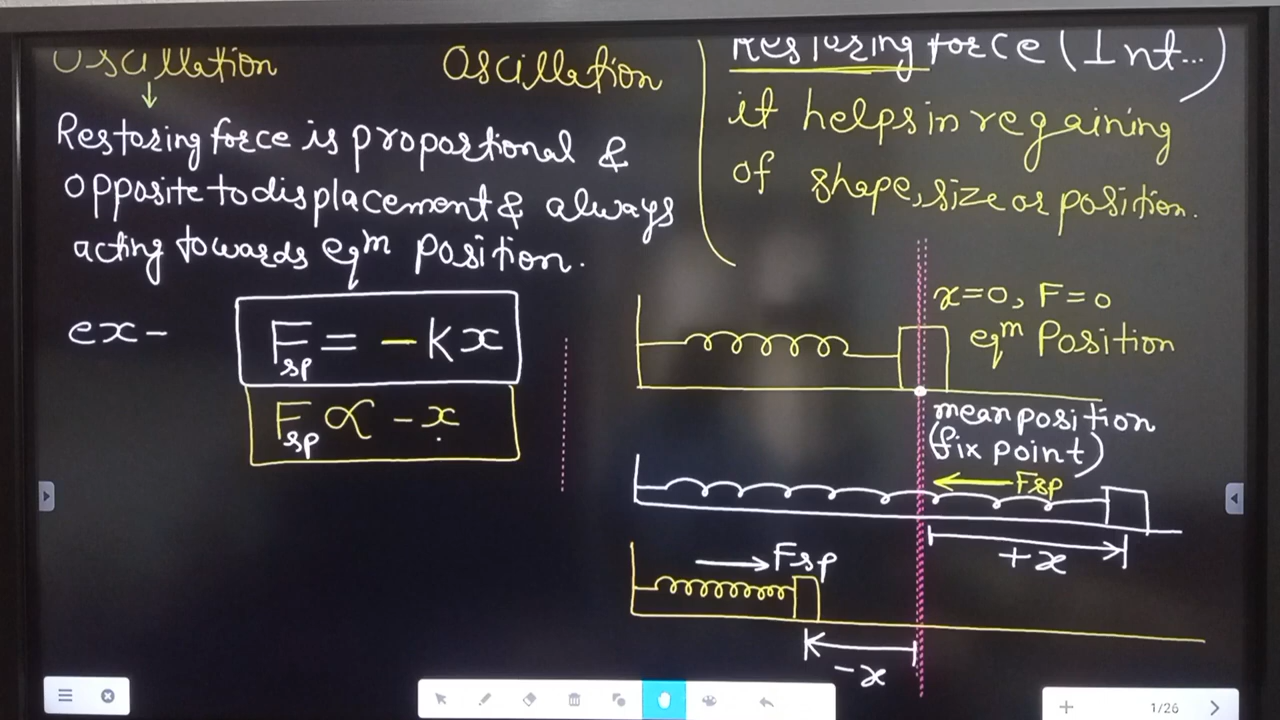 Oscillation
Restoring force is proportional &
opposite to displacement & always
acting towards eqm position.
ex -
Fsp = -kx
Fsp ∝ -x
Oscillation
Restoring force (Int...)
it helps in regaining
of shape, size or position.
x=0, F=0
eqm Position
mean position
(fix point)
Fsp
+x
Fsp
-x
1/26